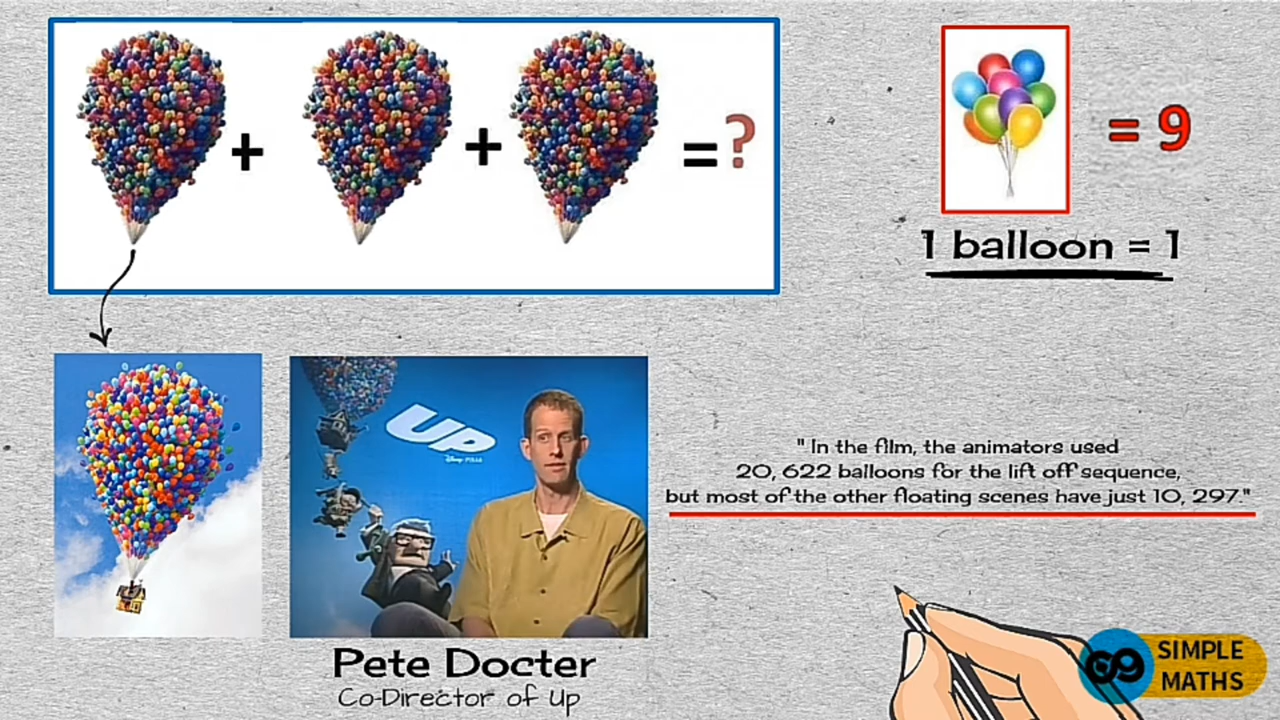 + + = ?
= 9
1 balloon = 1
UP
Disney PIXAR
" In the film, the animators used
20, 622 balloons for the lift off sequence,
but most of the other floating scenes have just 10, 297."
Pete Docter
Co-Director of Up
SIMPLE
MATHS